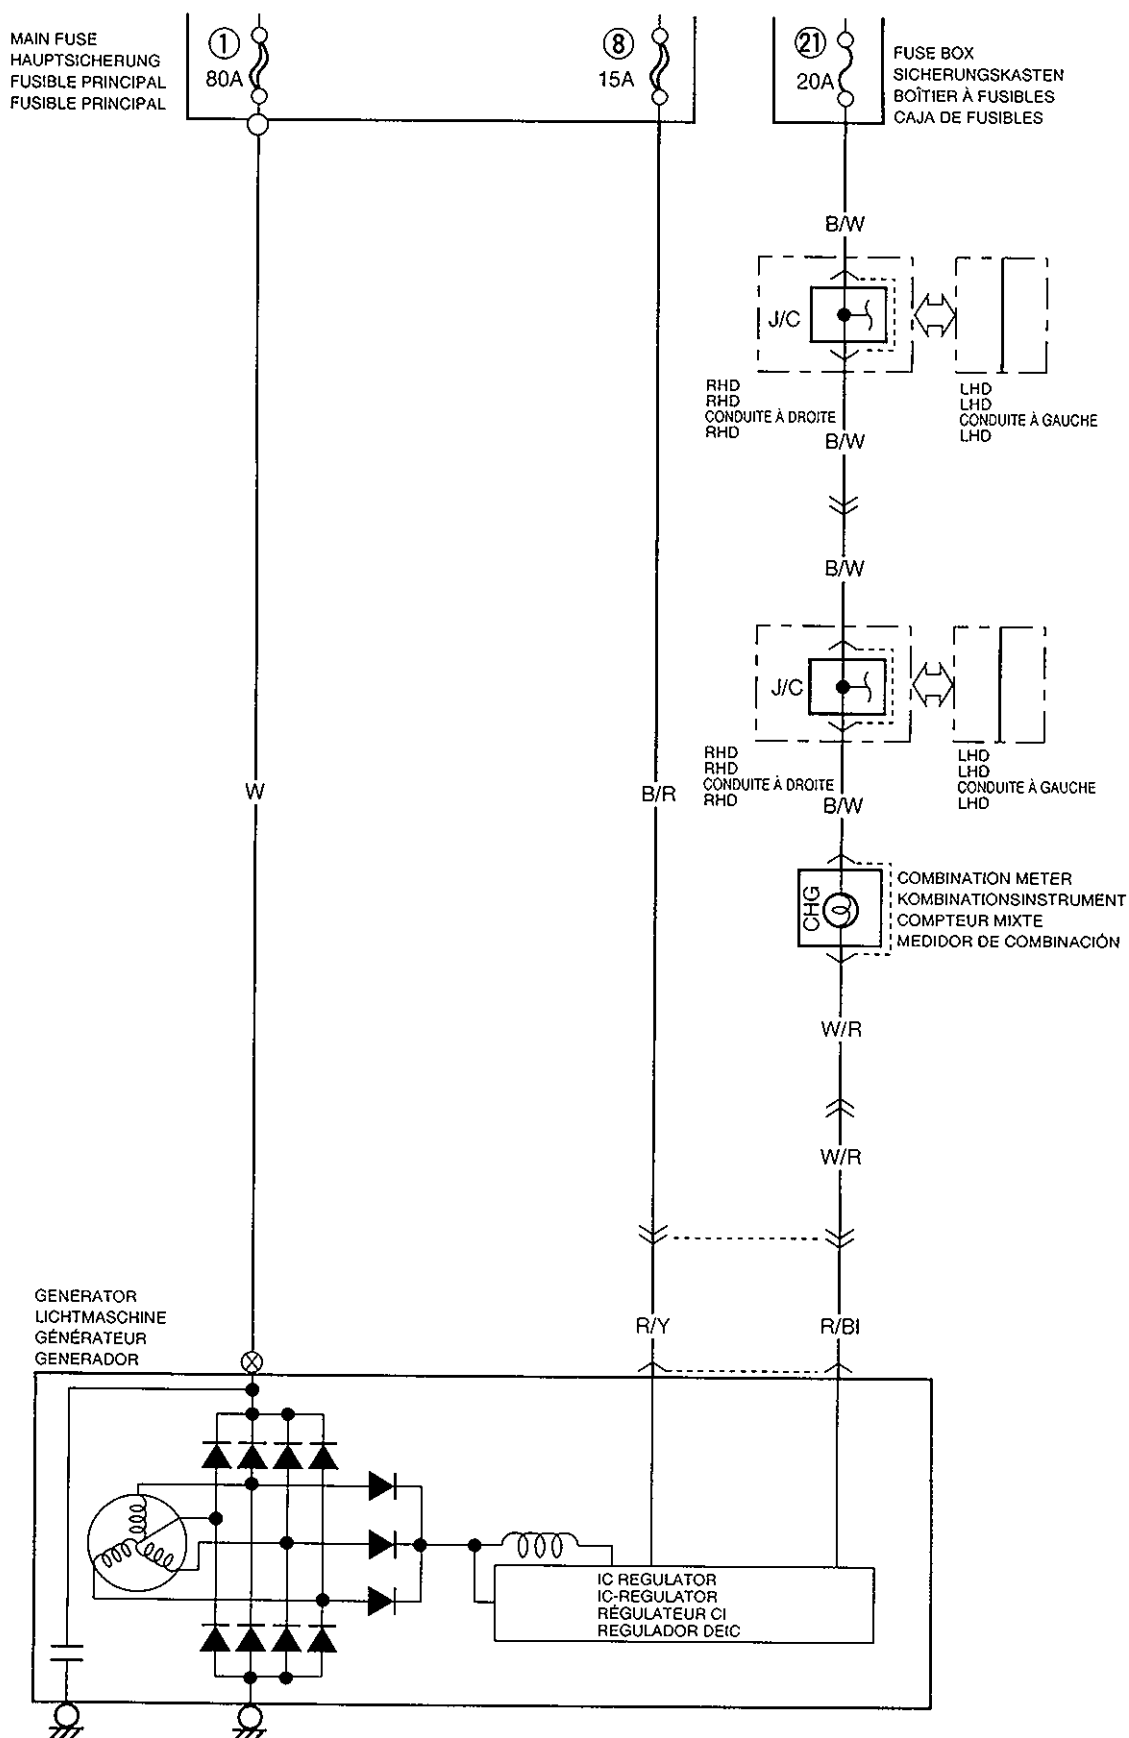 MAIN FUSE
HAUPTSICHERUNG
FUSIBLE PRINCIPAL
FUSIBLE PRINCIPAL
1
80A
8
15A
21
20A
FUSE BOX
SICHERUNGSKASTEN
BOÎTIER À FUSIBLES
CAJA DE FUSIBLES
B/W
J/C
RHD
RHD
CONDUITE À DROITE
RHD
LHD
LHD
CONDUITE À GAUCHE
LHD
B/W
B/W
J/C
RHD
RHD
CONDUITE À DROITE
RHD
LHD
LHD
CONDUITE À GAUCHE
LHD
W
B/R
B/W
CHG
COMBINATION METER
KOMBINATIONSINSTRUMENT
COMPTEUR MIXTE
MEDIDOR DE COMBINACIÓN
W/R
W/R
GENERATOR
LICHTMASCHINE
GÉNÉRATEUR
GENERADOR
R/Y
R/Bl
IC REGULATOR
IC-REGULATOR
RÉGULATEUR CI
REGULADOR DEIC